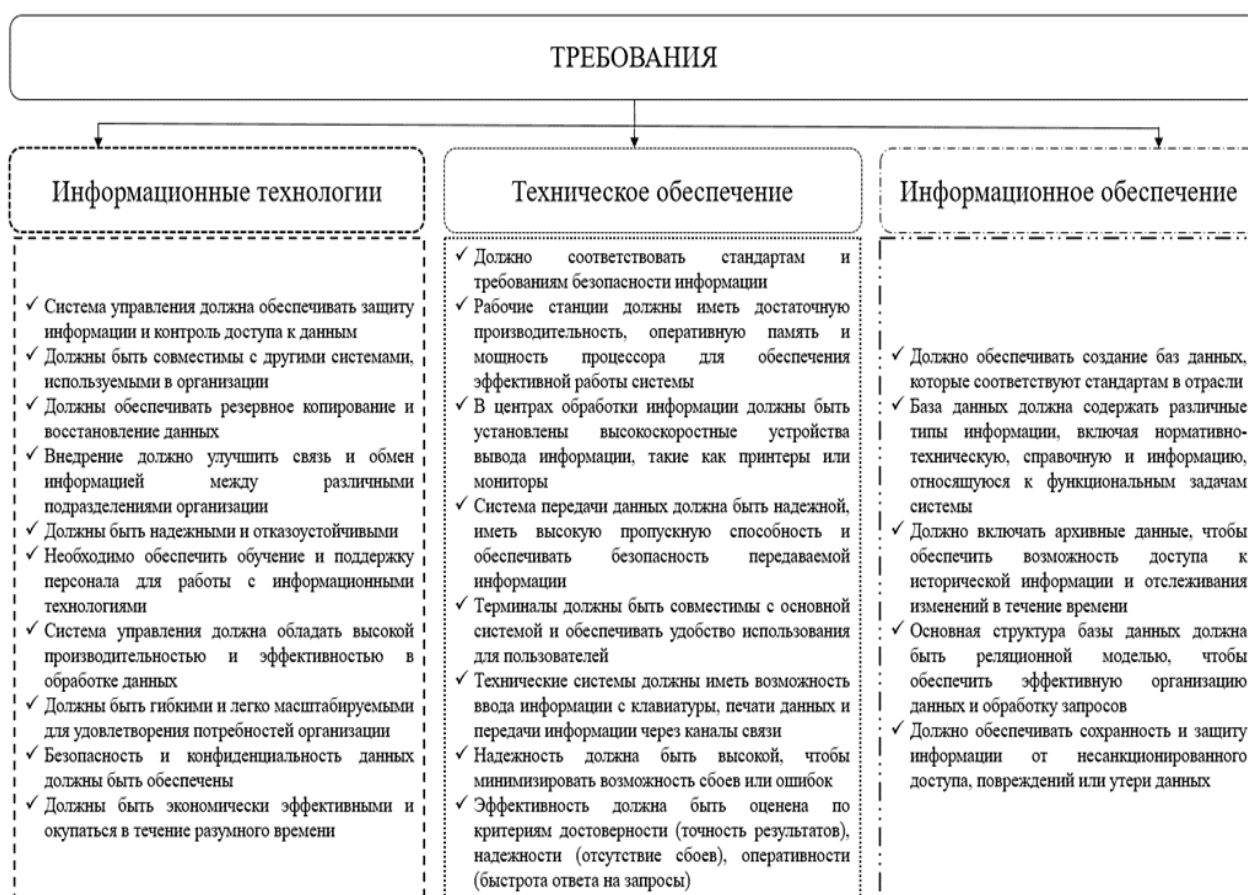 ТРЕБОВАНИЯ
Информационные технологии
✓ Система управления должна обеспечивать защиту
информации и контроль доступа к данным
✓ Должны быть совместимы с другими системами,
используемыми в организации
✓ Должны обеспечивать резервное копирование и
восстановление данных
✓ Внедрение должно улучшить связь и обмен
информацией между различными
подразделениями организации
✓ Должны быть надежными и отказоустойчивыми
✓ Необходимо обеспечить обучение и поддержку
персонала для работы с информационными
технологиями
✓ Система управления должна обладать высокой
производительностью и эффективностью в
обработке данных
✓ Должны быть гибкими и легко масштабируемыми
для удовлетворения потребностей организации
✓ Безопасность и конфиденциальность данных
должны быть обеспечены
✓ Должны быть экономически эффективными и
окупаться в течение разумного времени
Техническое обеспечение
✓ Должно соответствовать стандартам и
требованиям безопасности информации
✓ Рабочие станции должны иметь достаточную
производительность, оперативную память и
мощность процессора для обеспечения
эффективной работы системы
✓ В центрах обработки информации должны быть
установлены высокоскоростные устройства
вывода информации, такие как принтеры или
мониторы
✓ Система передачи данных должна быть надежной,
иметь высокую пропускную способность и
обеспечивать безопасность передаваемой
информации
✓ Терминалы должны быть совместимы с основной
системой и обеспечивать удобство использования
для пользователей
✓ Технические системы должны иметь возможность
ввода информации с клавиатуры, печати данных и
передачи информации через каналы связи
✓ Надежность должна быть высокой, чтобы
минимизировать возможность сбоев или ошибок
✓ Эффективность должна быть оценена по
критериям достоверности (точность результатов),
надежности (отсутствие сбоев), оперативности
(быстрота ответа на запросы)
Информационное обеспечение
✓ Должно обеспечивать создание баз данных,
которые соответствуют стандартам в отрасли
✓ База данных должна содержать различные
типы информации, включая нормативно-
техническую, справочную и информацию,
относящуюся к функциональным задачам
системы
✓ Должно включать архивные данные, чтобы
обеспечить возможность доступа к
исторической информации и отслеживания
изменений в течение времени
✓ Основная структура базы данных должна
быть реляционной моделью, чтобы
обеспечить эффективную организацию
данных и обработку запросов
✓ Должно обеспечивать сохранность и защиту
информации от несанкционированного
доступа, повреждений или утери данных